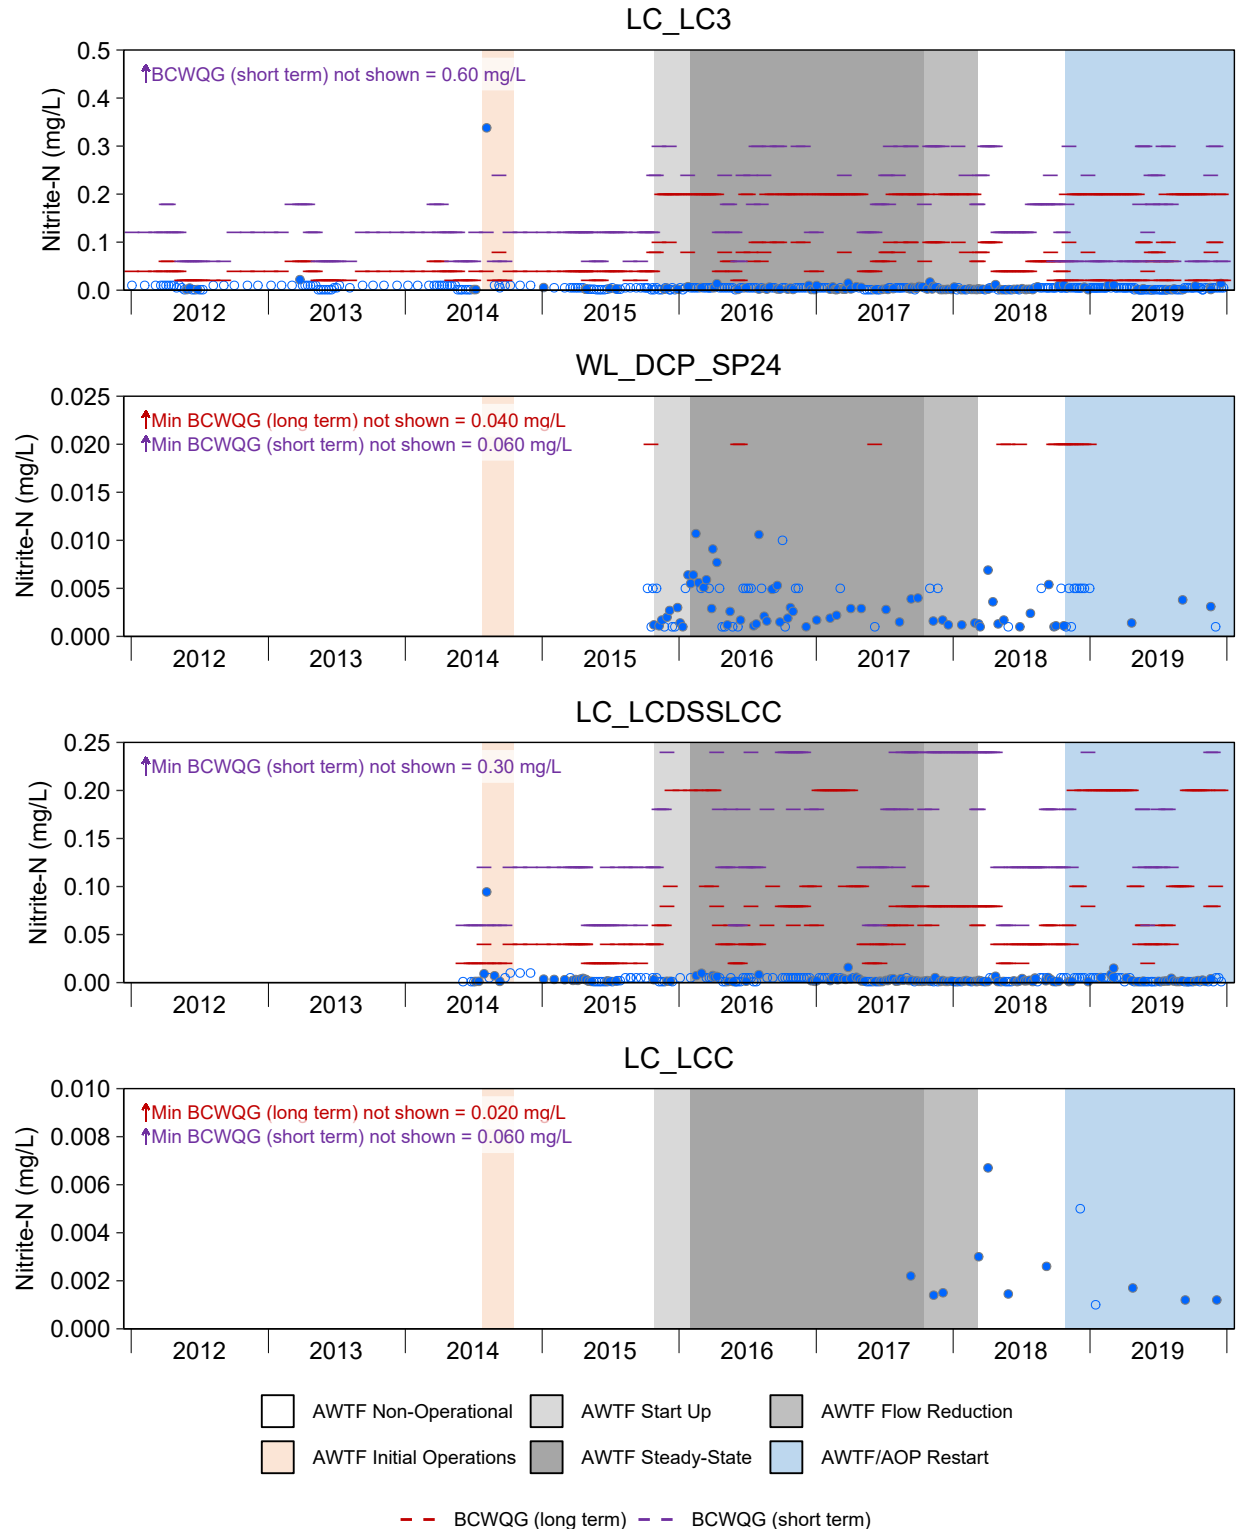 LC_LC3
BCWQG (short term) not shown = 0.60 mg/L
Nitrite-N (mg/L)
0.5
0.4
0.3
0.2
0.1
0.0
2012 2013 2014 2015 2016 2017 2018 2019
WL_DCP_SP24
Min BCWQG (long term) not shown = 0.040 mg/L
Min BCWQG (short term) not shown = 0.060 mg/L
Nitrite-N (mg/L)
0.025
0.020
0.015
0.010
0.005
0.000
2012 2013 2014 2015 2016 2017 2018 2019
LC_LCDSSLCC
Min BCWQG (short term) not shown = 0.30 mg/L
Nitrite-N (mg/L)
0.25
0.20
0.15
0.10
0.05
0.00
2012 2013 2014 2015 2016 2017 2018 2019
LC_LCC
Min BCWQG (long term) not shown = 0.020 mg/L
Min BCWQG (short term) not shown = 0.060 mg/L
Nitrite-N (mg/L)
0.010
0.008
0.006
0.004
0.002
0.000
2012 2013 2014 2015 2016 2017 2018 2019
AWTF Non-Operational AWTF Start Up AWTF Flow Reduction
AWTF Initial Operations AWTF Steady-State AWTF/AOP Restart
BCWQG (long term) BCWQG (short term)